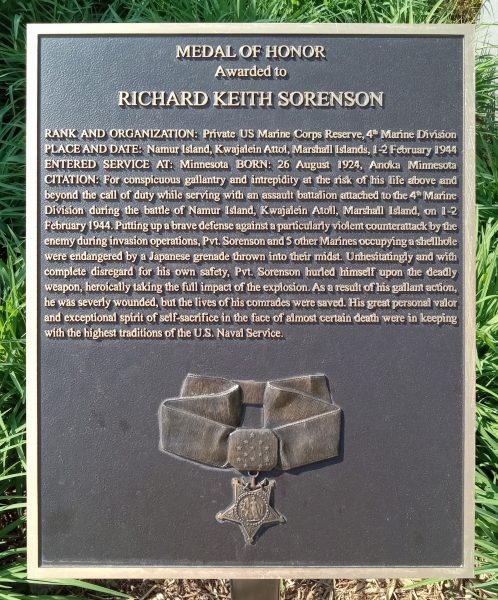 MEDAL OF HONOR
Awarded to
RICHARD KEITH SORENSON
RANK AND ORGANIZATION: Private US Marine Corps Reserve, 4th Marine Division
PLACE AND DATE: Namur Island, Kwajalein Attol, Marshall Islands, 1-2 February 1944
ENTERED SERVICE AT: Minnesota BORN: 26 August 1924, Anoka Minnesota
CITATION: For conspicuous gallantry and intrepidity at the risk of his life above and
beyond the call of duty while serving with an assault battalion attached to the 4th Marine
Division during the battle of Namur Island, Kwajalein Atoll, Marshall Island, on 1-2
February 1944. Putting up a brave defense against a particularly violent counterattack by the
enemy during invasion operations, Pvt. Sorenson and 5 other Marines occupying a shellhole
were endangered by a Japanese grenade thrown into their midst. Unhesitatingly and with
complete disregard for his own safety, Pvt. Sorenson hurled himself upon the deadly
weapon, heroically taking the full impact of the explosion. As a result of his gallant action,
he was severly wounded, but the lives of his comrades were saved. His great personal valor
and exceptional spirit of self-sacrifice in the face of almost certain death were in keeping
with the highest traditions of the U.S. Naval Service.